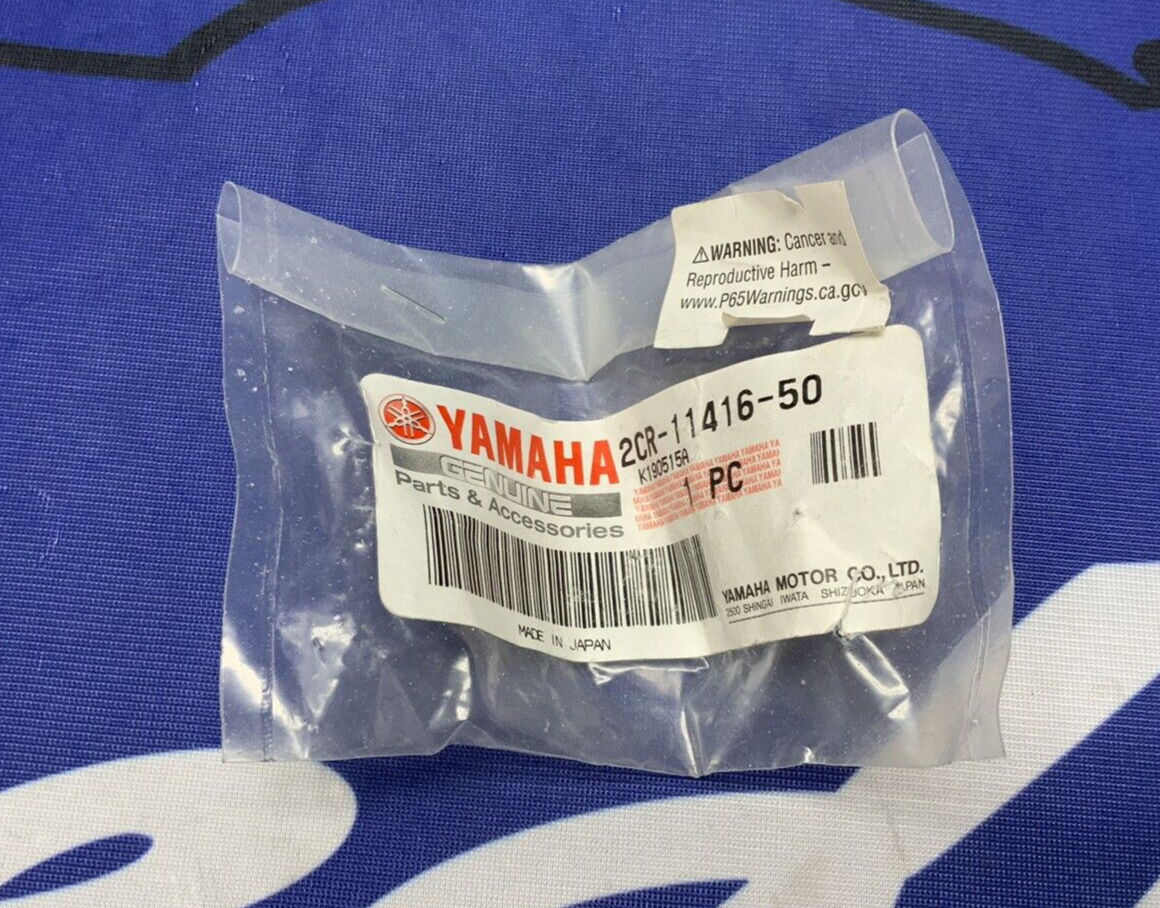 ⚠WARNING: Cancer and
Reproductive Harm –
www.P65Warnings.ca.gov
YAMAHA
GENUINE
Parts & Accessories
2CR-11416-50
K190515A
1 PC
YAMAHA MOTOR CO., LTD.
2500 SHINGAI IWATA SHIZUOKA JAPAN
MADE IN JAPAN